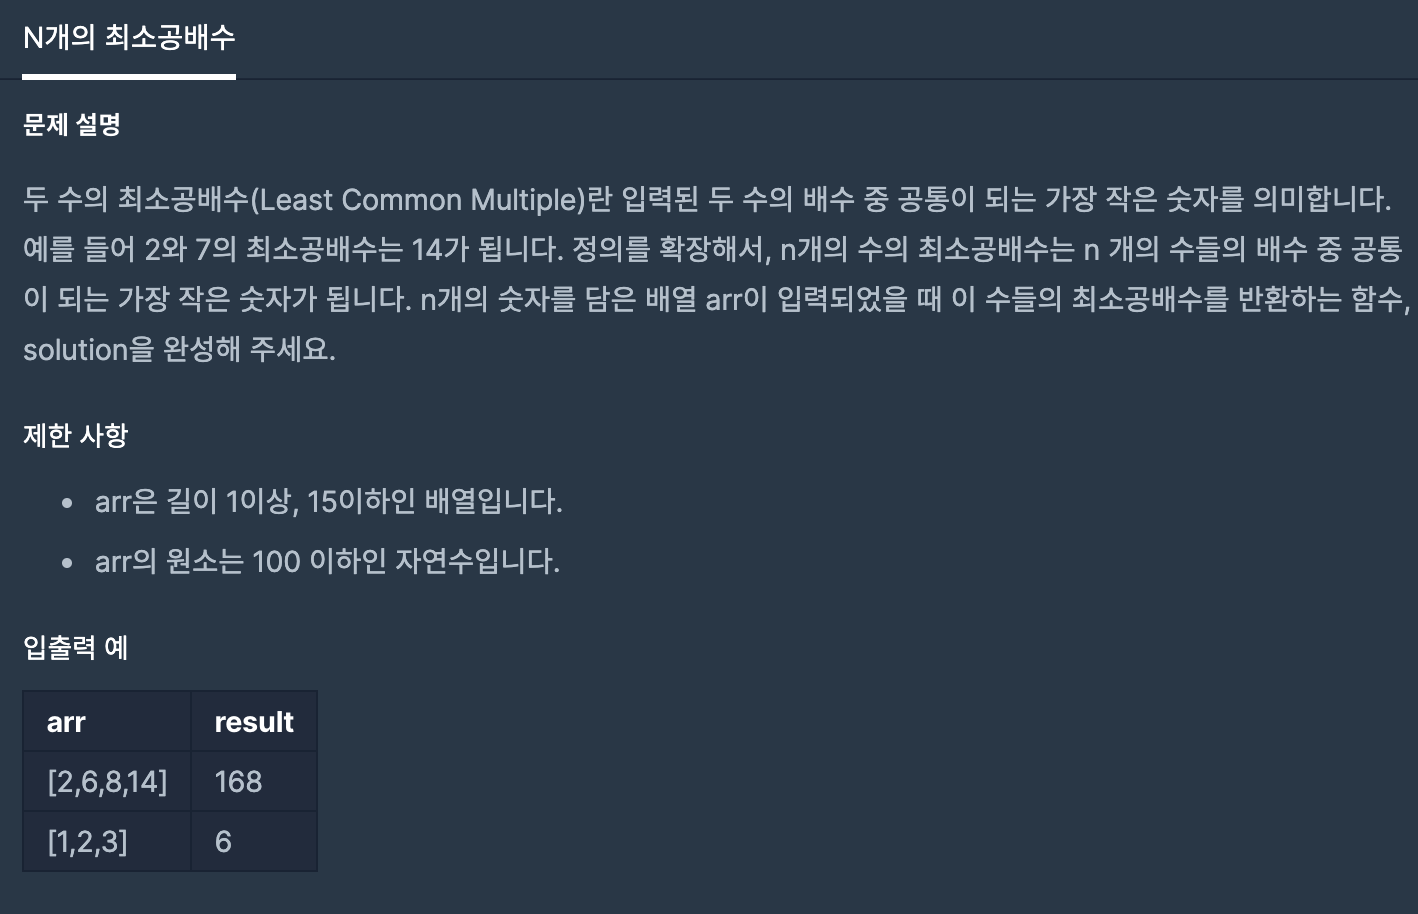 N개의 최소공배수
문제 설명
두 수의 최소공배수(Least Common Multiple)란 입력된 두 수의 배수 중 공통이 되는 가장 작은 숫자를 의미합니다.
예를 들어 2와 7의 최소공배수는 14가 됩니다. 정의를 확장해서, n개의 수의 최소공배수는 n 개의 수들의 배수 중 공통
이 되는 가장 작은 숫자가 됩니다. n개의 숫자를 담은 배열 arr이 입력되었을 때 이 수들의 최소공배수를 반환하는 함수,
solution을 완성해 주세요.
제한 사항
• arr은 길이 1이상, 15이하인 배열입니다.
• arr의 원소는 100 이하인 자연수입니다.
입출력 예
arr result
[2,6,8,14] 168
[1,2,3] 6